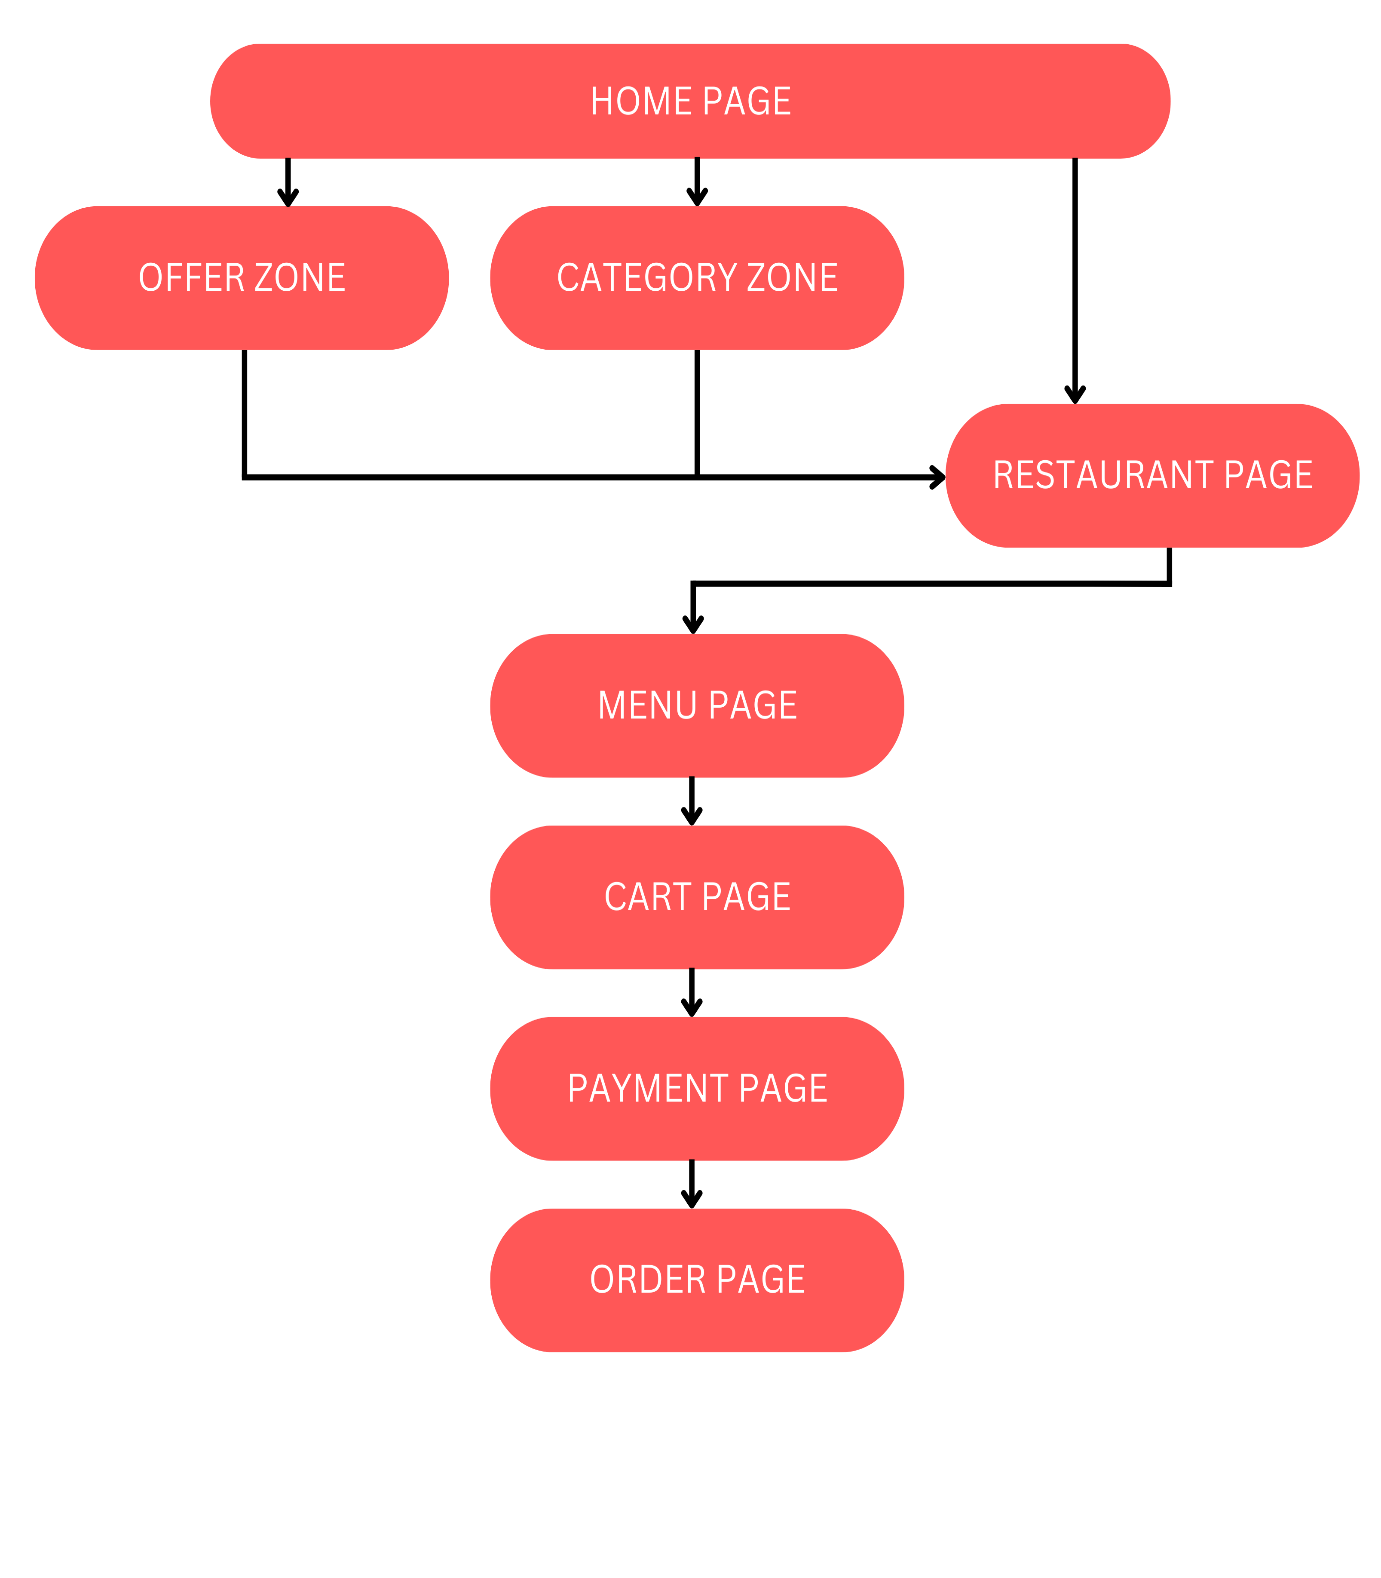 HOME PAGE
OFFER ZONE
CATEGORY ZONE
RESTAURANT PAGE
MENU PAGE
CART PAGE
PAYMENT PAGE
ORDER PAGE